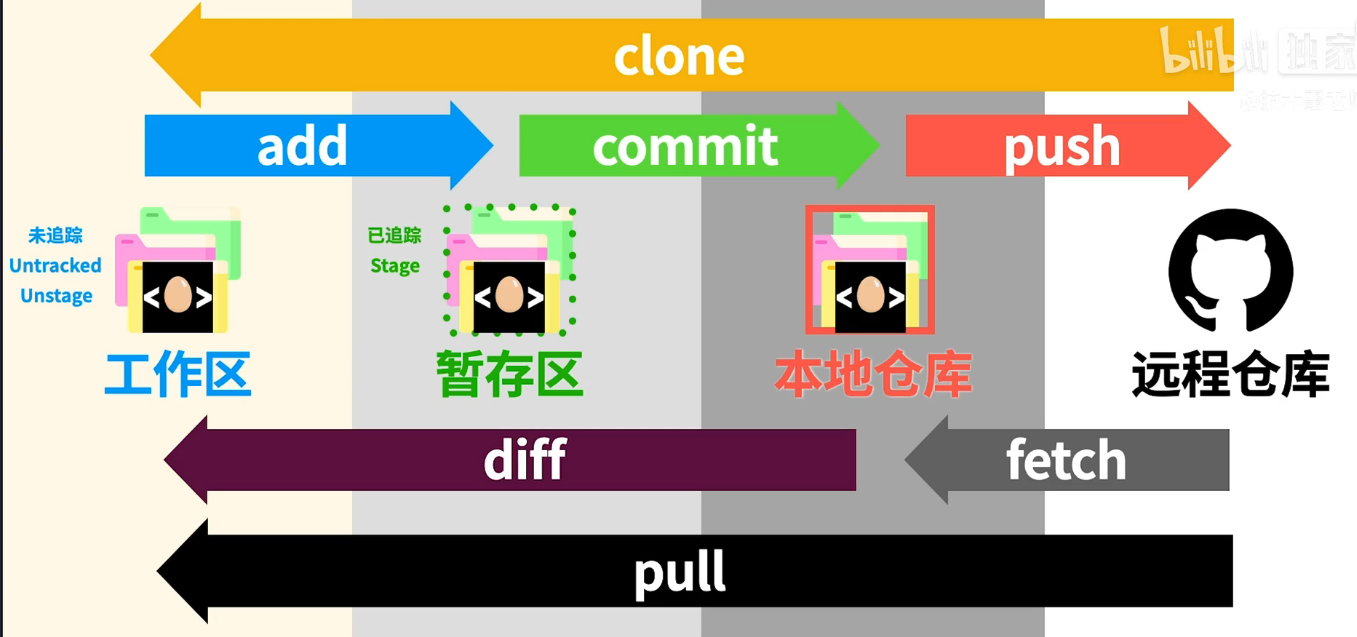 clone
bilibili 独家
add
commit
push
未追踪
Untracked
Unstage
已追踪
Stage
< >
< >
< >
工作区
暂存区
本地仓库
远程仓库
diff
fetch
pull